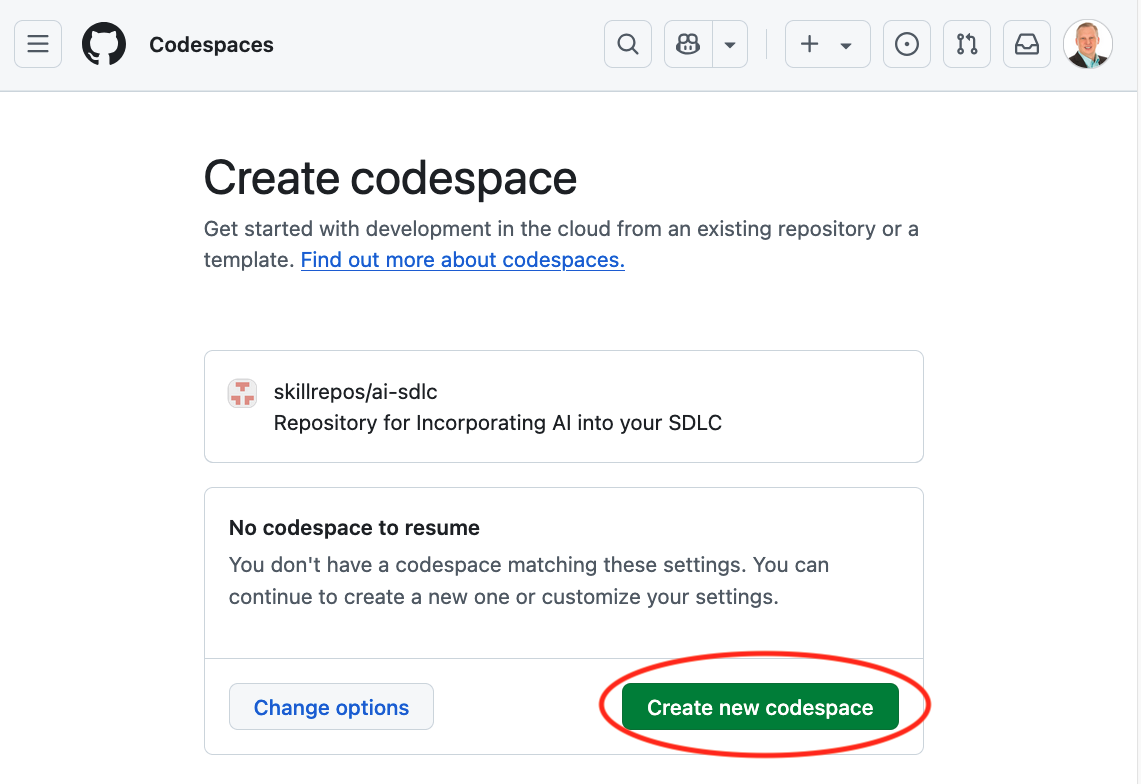 Codespaces
Create codespace
Get started with development in the cloud from an existing repository or a
template. Find out more about codespaces.
skillrepos/ai-sdlc
Repository for Incorporating AI into your SDLC
No codespace to resume
You don't have a codespace matching these settings. You can
continue to create a new one or customize your settings.
Change options
Create new codespace